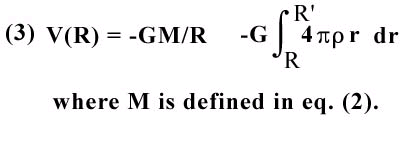 (3) V(R) = -GM/R -G ∫_R^R' 4πρ r dr
where M is defined in eq. (2).